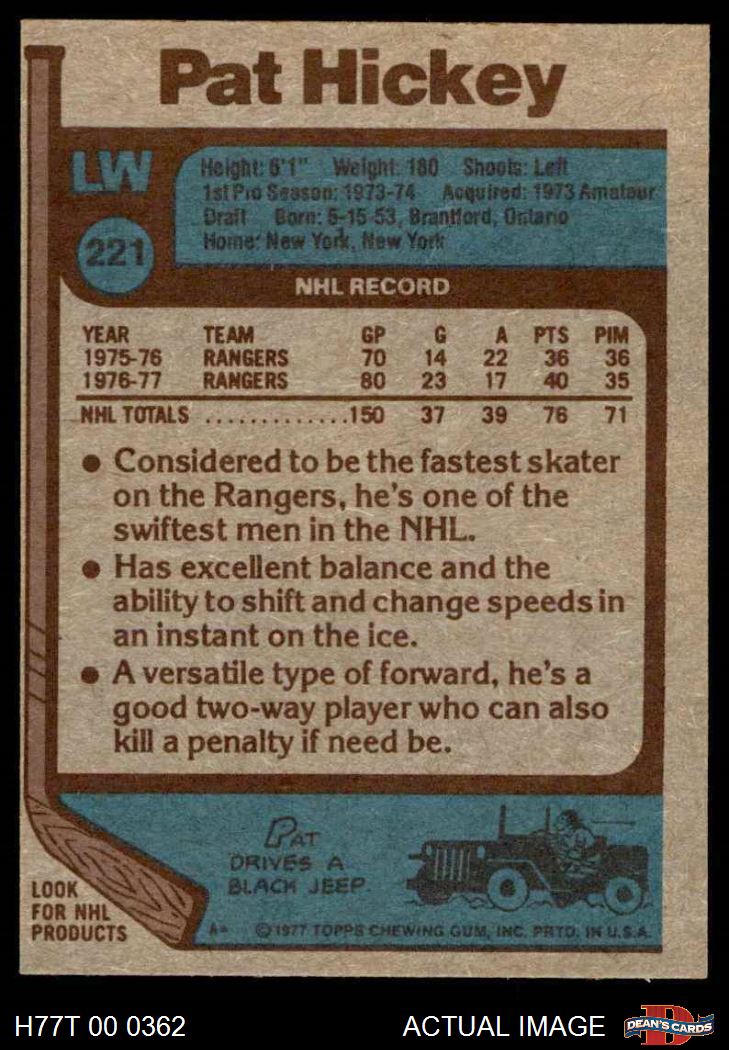 Pat Hickey
LW
221
Height: 6'1" Weight: 180 Shoots: Left
1st Pro Season: 1973-74 Acquired: 1973 Amateur
Draft Born: 5-15-53, Brantford, Ontario
Home: New York, New York
NHL RECORD
YEAR TEAM GP G A PTS PIM
1975-76 RANGERS 70 14 22 36 36
1976-77 RANGERS 80 23 17 40 35
NHL TOTALS .............150 37 39 76 71
• Considered to be the fastest skater
on the Rangers, he's one of the
swiftest men in the NHL.
• Has excellent balance and the
ability to shift and change speeds in
an instant on the ice.
• A versatile type of forward, he's a
good two-way player who can also
kill a penalty if need be.
PAT
DRIVES A
BLACK JEEP.
LOOK
FOR NHL
PRODUCTS
A* ©1977 TOPPS CHEWING GUM, INC. PRTD. IN U.S.A.
H77T 00 0362 ACTUAL IMAGE
D
DEAN'S CARDS